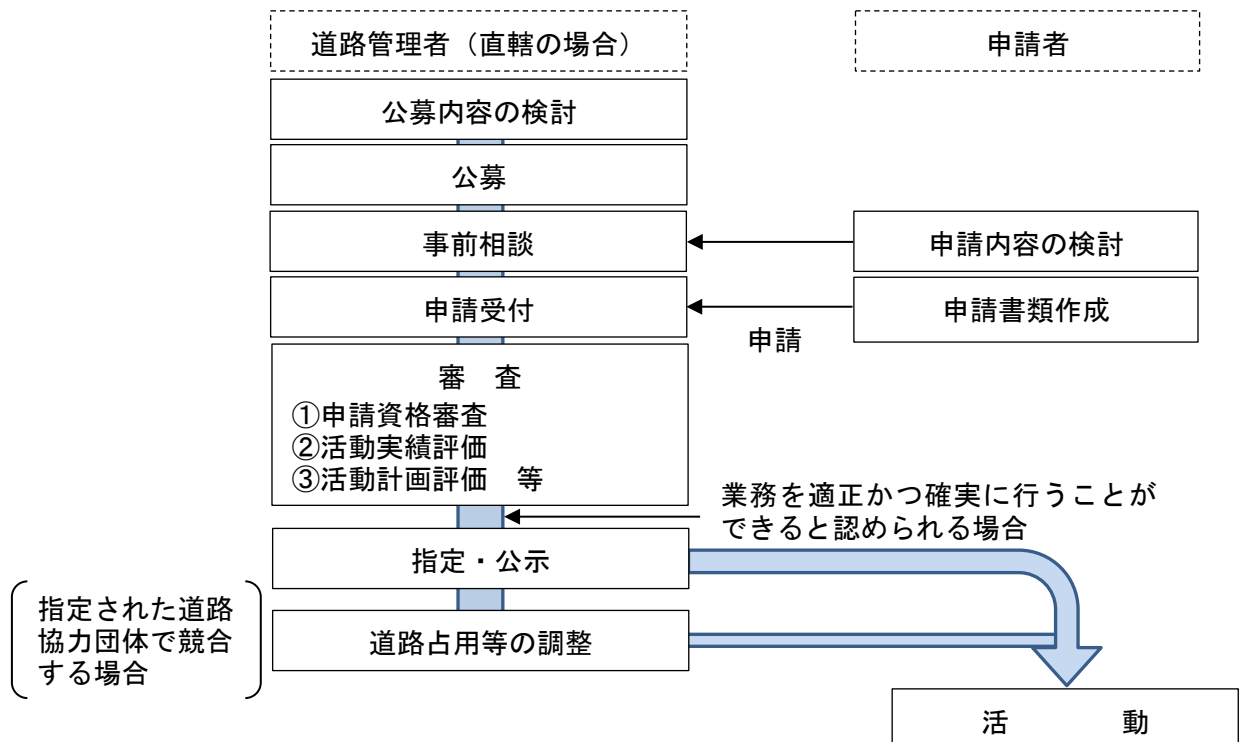 道路管理者（直轄の場合）
申請者
公募内容の検討
公募
事前相談
申請内容の検討
申請受付
申請書類作成
申請
審　査
①申請資格審査
②活動実績評価
③活動計画評価　等
業務を適正かつ確実に行うことが
できると認められる場合
指定・公示
指定された道路
協力団体で競合
する場合
道路占用等の調整
活　　　動